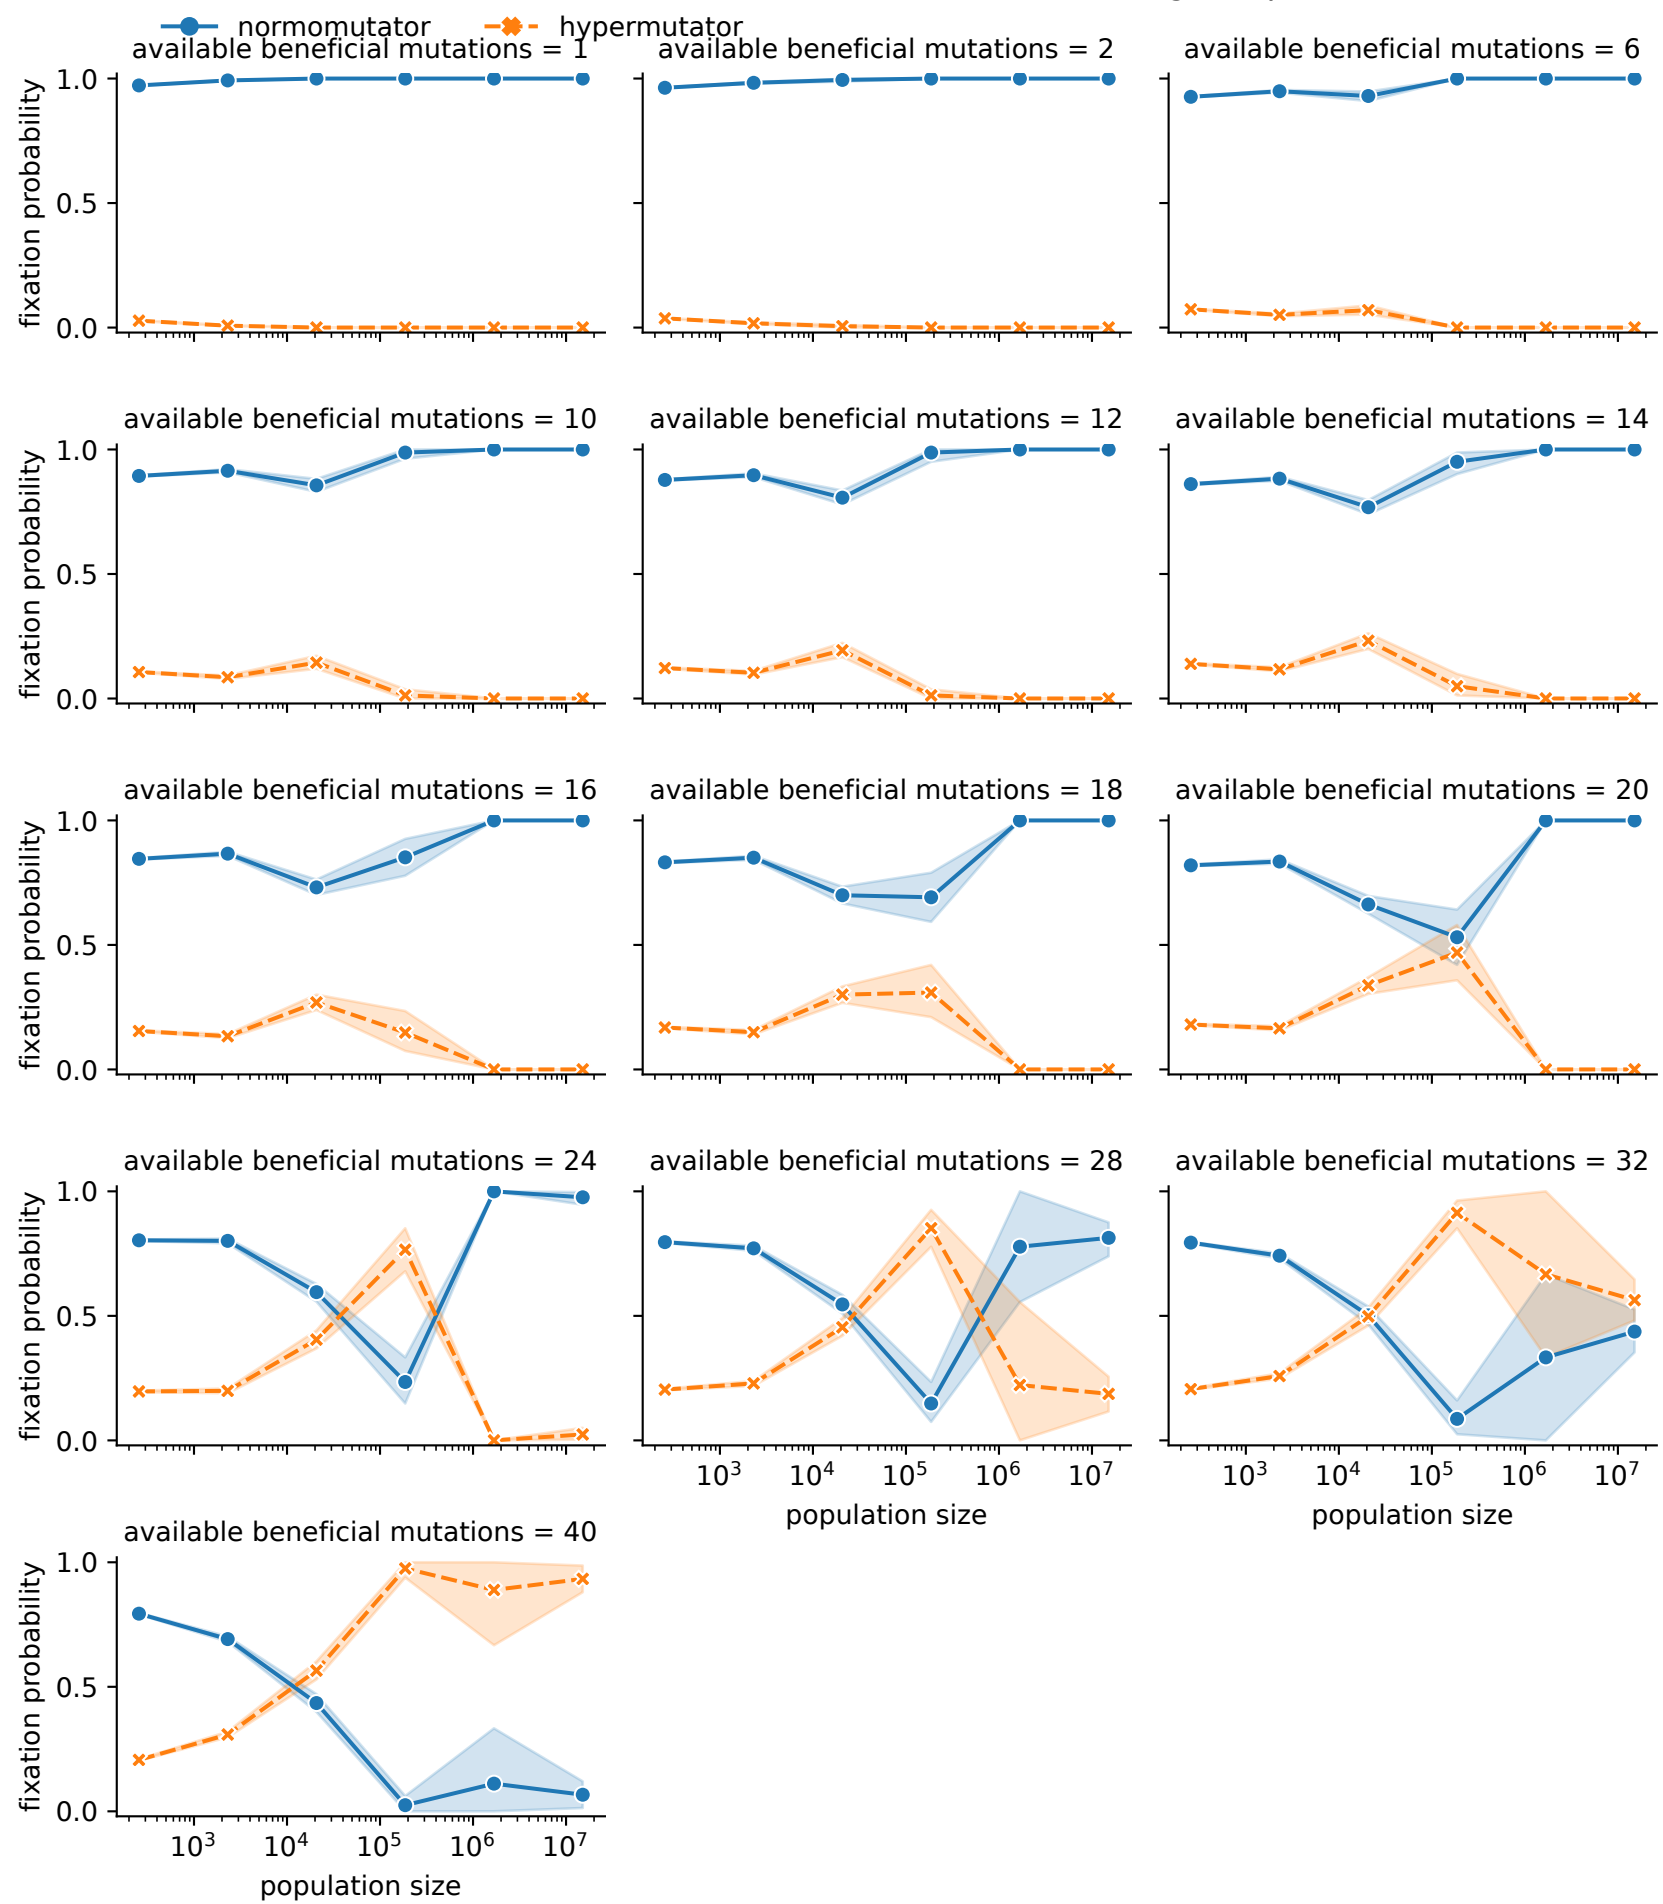 normomutator hypermutator
available beneficial mutations = 1 available beneficial mutations = 2 available beneficial mutations = 6
1.0
0.5
0.0
fixation probability
available beneficial mutations = 10 available beneficial mutations = 12 available beneficial mutations = 14
1.0
0.5
0.0
fixation probability
available beneficial mutations = 16 available beneficial mutations = 18 available beneficial mutations = 20
1.0
0.5
0.0
fixation probability
available beneficial mutations = 24 available beneficial mutations = 28 available beneficial mutations = 32
1.0
0.5
0.0
fixation probability
10³ 10⁴ 10⁵ 10⁶ 10⁷ 10³ 10⁴ 10⁵ 10⁶ 10⁷
population size population size
available beneficial mutations = 40
1.0
0.5
0.0
fixation probability
10³ 10⁴ 10⁵ 10⁶ 10⁷
population size